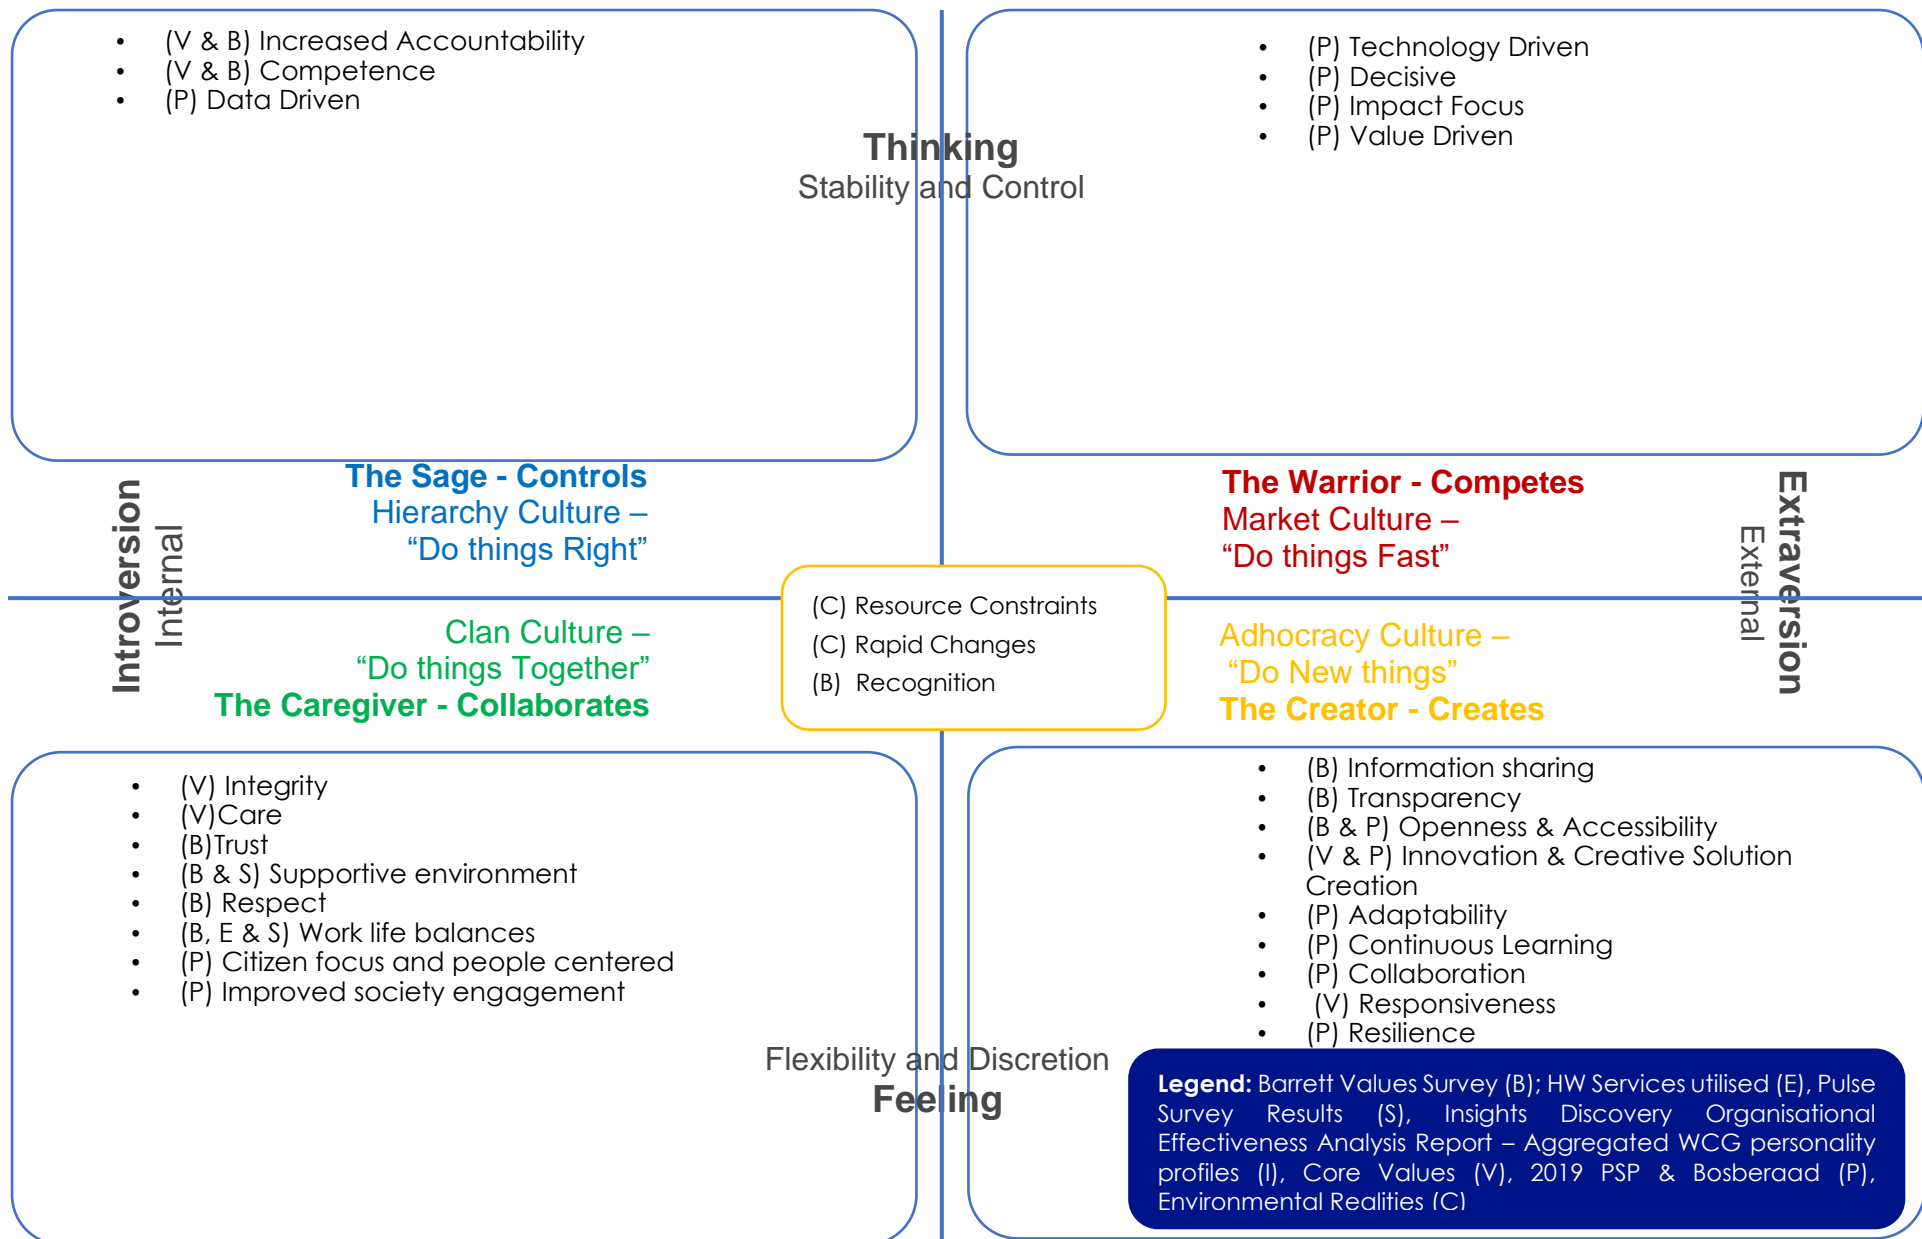 • (V & B) Increased Accountability
• (V & B) Competence
• (P) Data Driven
• (P) Technology Driven
• (P) Decisive
• (P) Impact Focus
• (P) Value Driven
Thinking
Stability and Control
The Sage - Controls
Hierarchy Culture –
“Do things Right”
The Warrior - Competes
Market Culture –
“Do things Fast”
Introversion
Internal
Extraversion
External
(C) Resource Constraints
(C) Rapid Changes
(B) Recognition
Clan Culture –
“Do things Together”
The Caregiver - Collaborates
Adhocracy Culture –
“Do New things”
The Creator - Creates
• (V) Integrity
• (V)Care
• (B)Trust
• (B & S) Supportive environment
• (B) Respect
• (B, E & S) Work life balances
• (P) Citizen focus and people centered
• (P) Improved society engagement
• (B) Information sharing
• (B) Transparency
• (B & P) Openness & Accessibility
• (V & P) Innovation & Creative Solution
Creation
• (P) Adaptability
• (P) Continuous Learning
• (P) Collaboration
• (V) Responsiveness
• (P) Resilience
Flexibility and Discretion
Feeling
Legend: Barrett Values Survey (B); HW Services utilised (E), Pulse
Survey Results (S), Insights Discovery Organisational
Effectiveness Analysis Report – Aggregated WCG personality
profiles (I), Core Values (V), 2019 PSP & Bosberaad (P),
Environmental Realities (C)